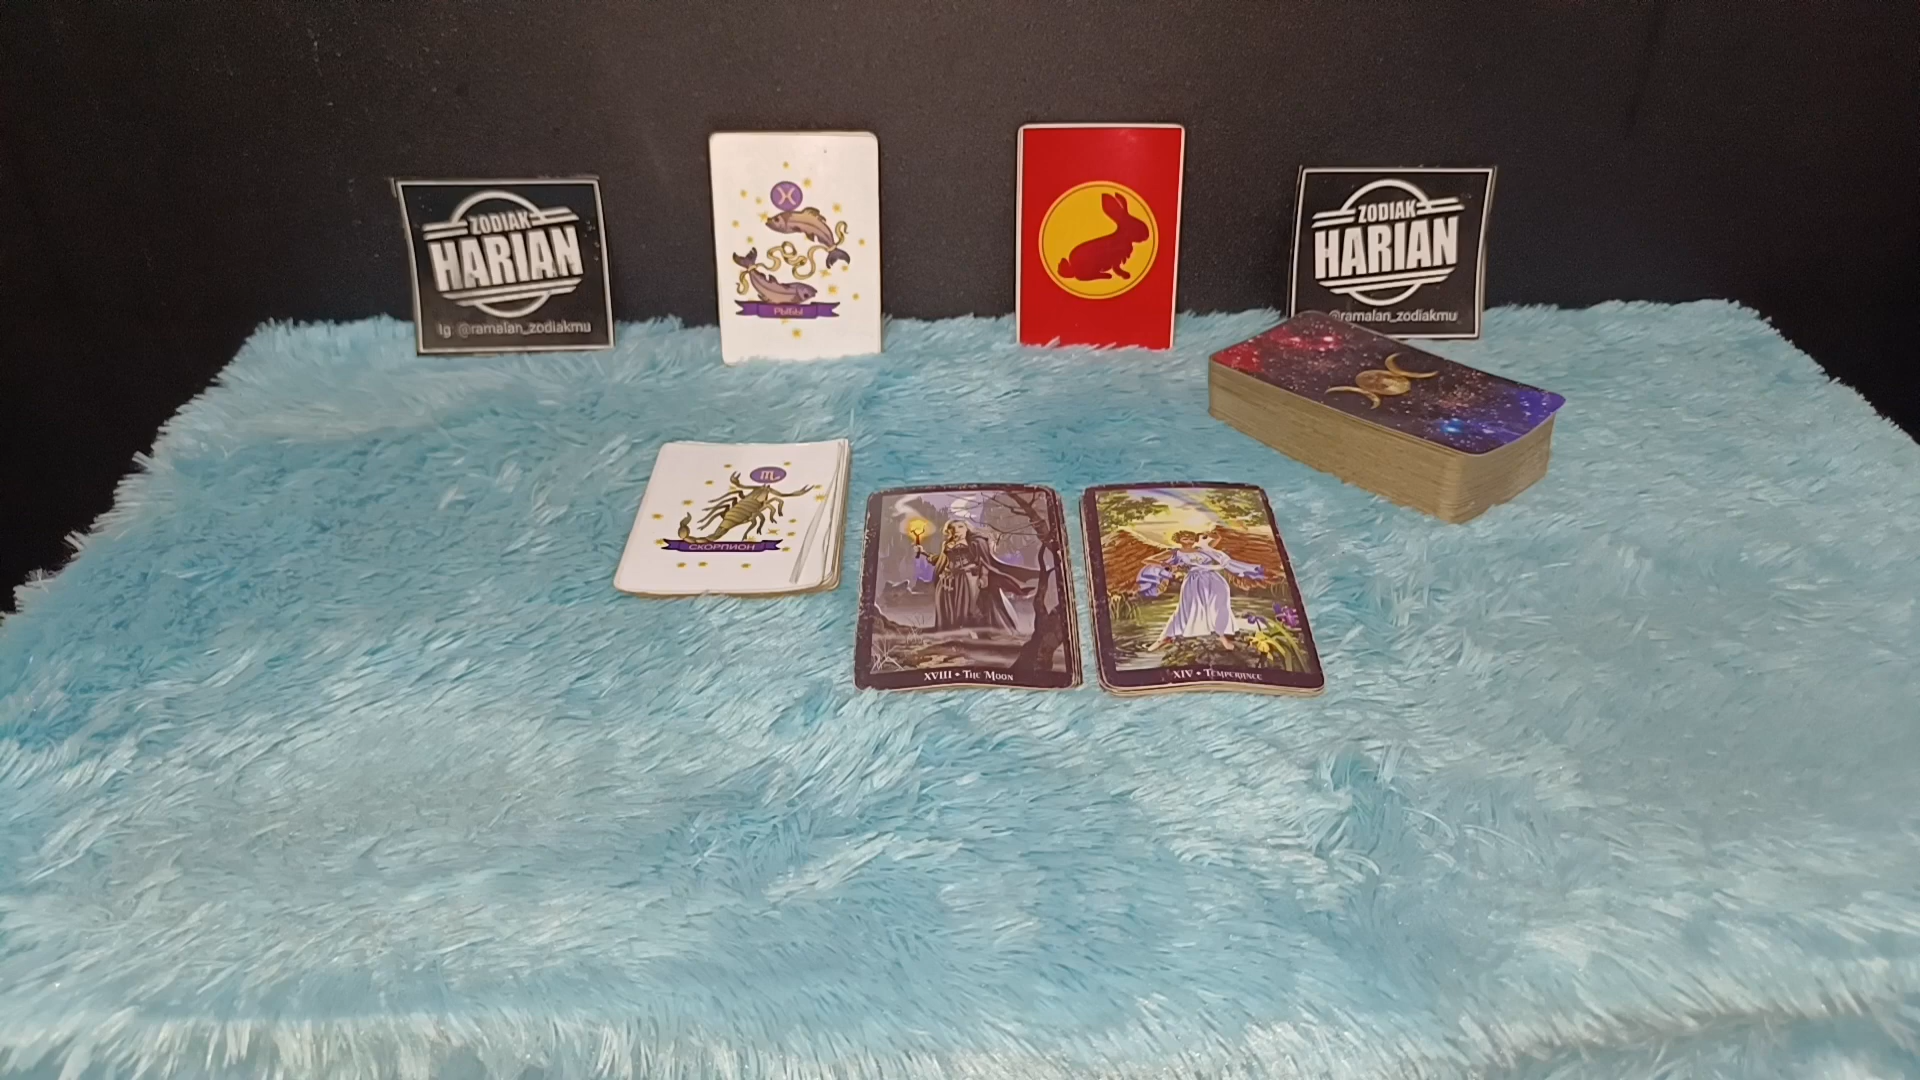 ZODIAK
HARIAN
Ig: @ramalan_zodiakmu
РЫБЫ
ZODIAK
HARIAN
@ramalan_zodiakmu
СКОРПИОН
XVIII • The Moon
XIV • Temperance